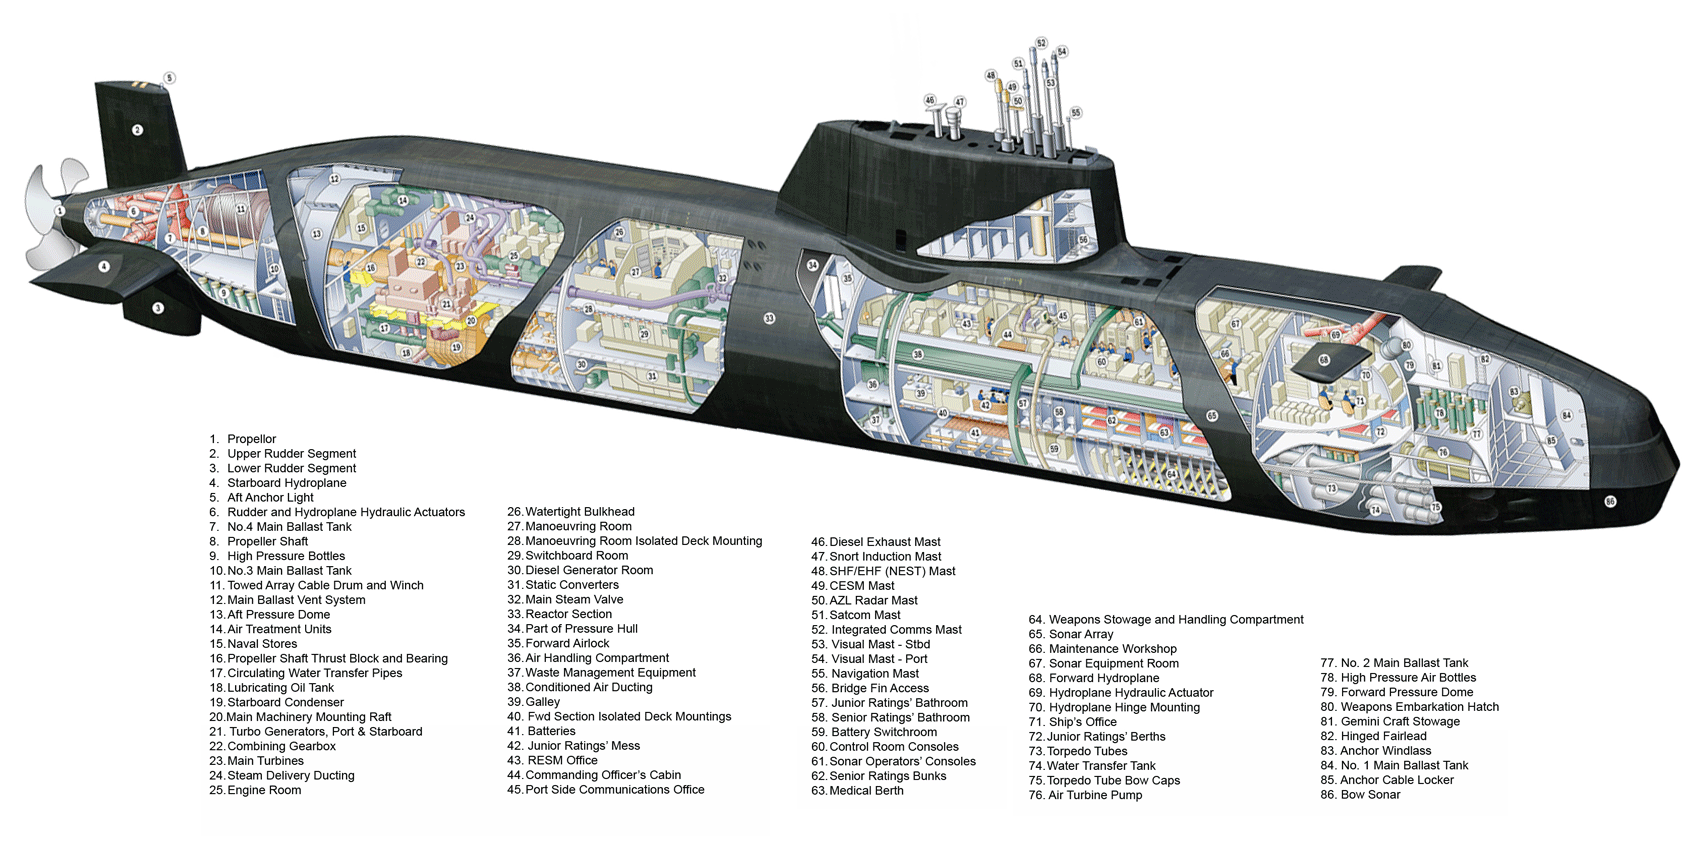 1. Propellor
2. Upper Rudder Segment
3. Lower Rudder Segment
4. Starboard Hydroplane
5. Aft Anchor Light
6. Rudder and Hydroplane Hydraulic Actuators
7. No.4 Main Ballast Tank
8. Propeller Shaft
9. High Pressure Bottles
10. No.3 Main Ballast Tank
11. Towed Array Cable Drum and Winch
12. Main Ballast Vent System
13. Aft Pressure Dome
14. Air Treatment Units
15. Naval Stores
16. Propeller Shaft Thrust Block and Bearing
17. Circulating Water Transfer Pipes
18. Lubricating Oil Tank
19. Starboard Condenser
20. Main Machinery Mounting Raft
21. Turbo Generators, Port & Starboard
22. Combining Gearbox
23. Main Turbines
24. Steam Delivery Ducting
25. Engine Room
26. Watertight Bulkhead
27. Manoeuvring Room
28. Manoeuvring Room Isolated Deck Mounting
29. Switchboard Room
30. Diesel Generator Room
31. Static Converters
32. Main Steam Valve
33. Reactor Section
34. Part of Pressure Hull
35. Forward Airlock
36. Air Handling Compartment
37. Waste Management Equipment
38. Conditioned Air Ducting
39. Galley
40. Fwd Section Isolated Deck Mountings
41. Batteries
42. Junior Ratings' Mess
43. RESM Office
44. Commanding Officer's Cabin
45. Port Side Communications Office
46. Diesel Exhaust Mast
47. Snort Induction Mast
48. SHF/EHF (NEST) Mast
49. CESM Mast
50. AZL Radar Mast
51. Satcom Mast
52. Integrated Comms Mast
53. Visual Mast - Stbd
54. Visual Mast - Port
55. Navigation Mast
56. Bridge Fin Access
57. Junior Ratings' Bathroom
58. Senior Ratings' Bathroom
59. Battery Switchroom
60. Control Room Consoles
61. Sonar Operators' Consoles
62. Senior Ratings Bunks
63. Medical Berth
64. Weapons Stowage and Handling Compartment
65. Sonar Array
66. Maintenance Workshop
67. Sonar Equipment Room
68. Forward Hydroplane
69. Hydroplane Hydraulic Actuator
70. Hydroplane Hinge Mounting
71. Ship's Office
72. Junior Ratings' Berths
73. Torpedo Tubes
74. Water Transfer Tank
75. Torpedo Tube Bow Caps
76. Air Turbine Pump
77. No. 2 Main Ballast Tank
78. High Pressure Air Bottles
79. Forward Pressure Dome
80. Weapons Embarkation Hatch
81. Gemini Craft Stowage
82. Hinged Fairlead
83. Anchor Windlass
84. No. 1 Main Ballast Tank
85. Anchor Cable Locker
86. Bow Sonar